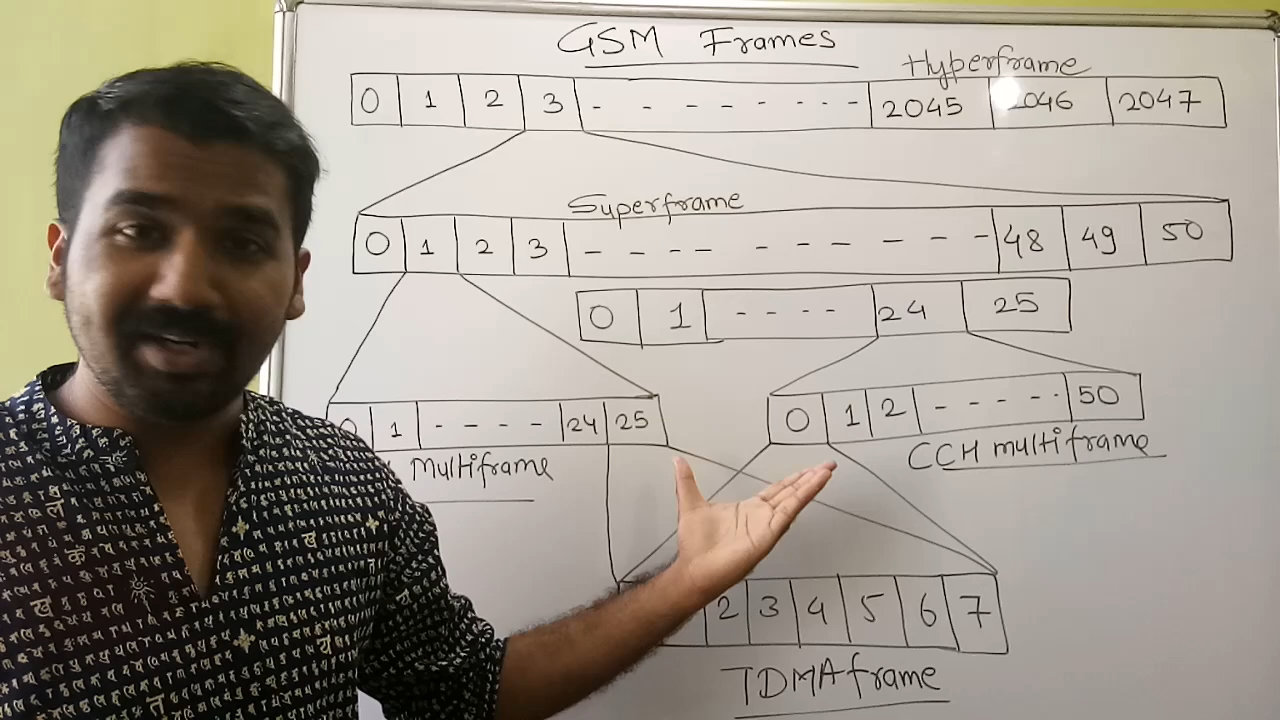 GSM Frames
Hyperframe
0 1 2 3 - - - - - - - - 2045 2046 2047
Superframe
0 1 2 3 - - - - - - - - - - - 48 49 50
0 1 - - - - 24 25
0 1 2 - - - - - 50
0 1 - - - - 24 25
CCH multiframe
Multiframe
2 3 4 5 6 7
TDMA frame